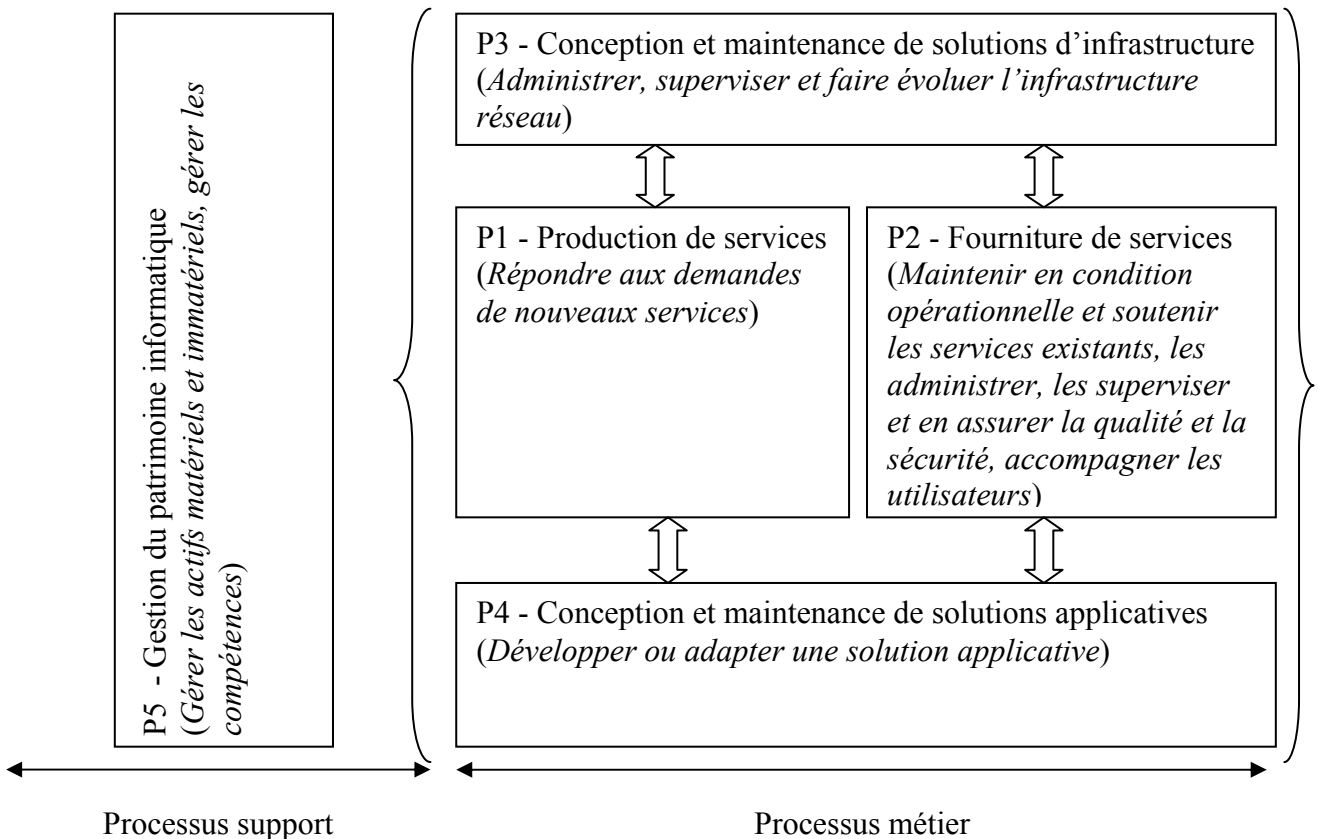 P5 - Gestion du patrimoine informatique
(Gérer les actifs matériels et immatériels, gérer les
compétences)
P3 - Conception et maintenance de solutions d’infrastructure
(Administrer, superviser et faire évoluer l’infrastructure
réseau)
P1 - Production de services
(Répondre aux demandes
de nouveaux services)
P2 - Fourniture de services
(Maintenir en condition
opérationnelle et soutenir
les services existants, les
administrer, les superviser
et en assurer la qualité et la
sécurité, accompagner les
utilisateurs)
P4 - Conception et maintenance de solutions applicatives
(Développer ou adapter une solution applicative)
Processus support
Processus métier